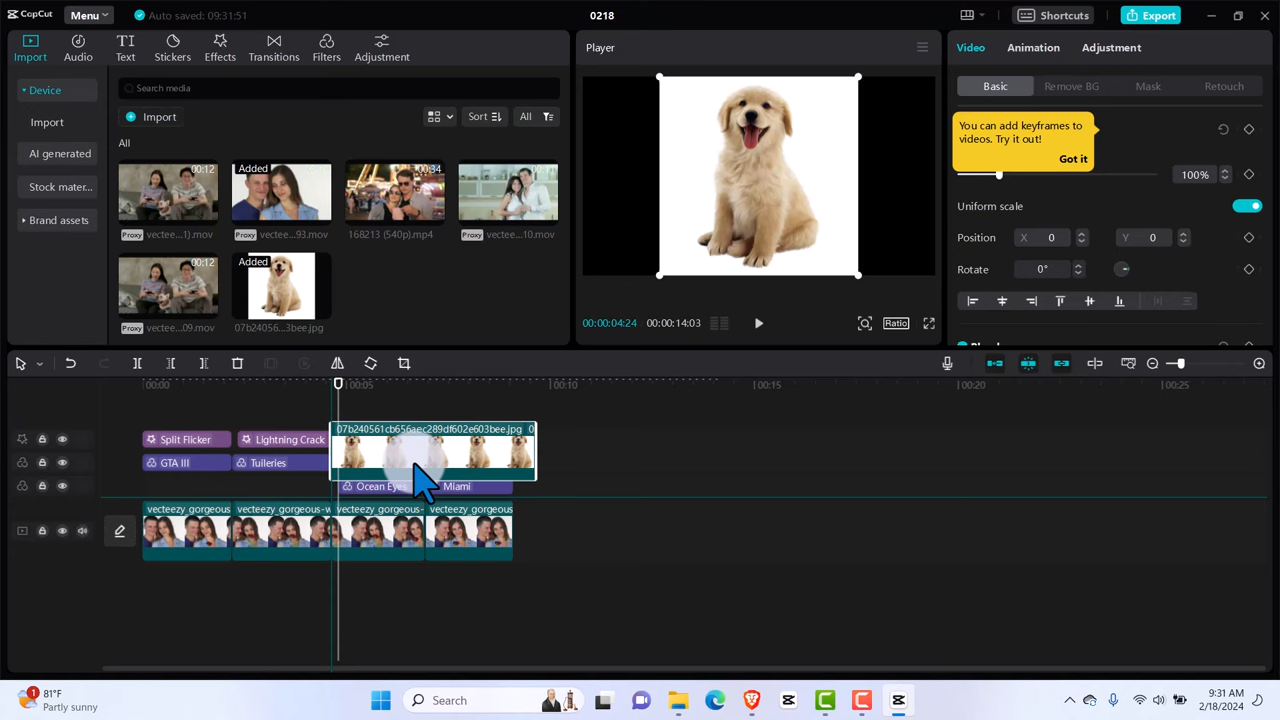 CapCut
Menu
Auto saved: 09:31:51
0218
Shortcuts
Export
Import
Audio
Text
Stickers
Effects
Transitions
Filters
Adjustment
Device
Import
AI generated
Stock mater...
Brand assets
Search media
Import
Sort
All
All
00:12
Proxy vectee...1).mov
Added
Proxy vectee...93.mov
00:34
168213 (540p).mp4
Proxy vectee...10.mov
00:12
Proxy vectee...09.mov
Added
07b24056...3bee.jpg
Player
00:00:04:24
00:00:14:03
Ratio
Video
Animation
Adjustment
Basic
Remove BG
Mask
Retouch
You can add keyframes to
videos. Try it out!
Got it
100%
Uniform scale
Position
X 0
Y 0
Rotate
0°
00:00
00:05
00:10
00:15
00:20
00:25
Split Flicker
Lightning Crack
07b240561cb656aec289df602e603bee.jpg 0
GTA III
Tuileries
Ocean Eyes
Miami
vecteezy_gorgeous
vecteezy_gorgeous-w
vecteezy_gorgeous-
vecteezy_gorgeous
1
81°F
Partly sunny
Search
9:31 AM
2/18/2024